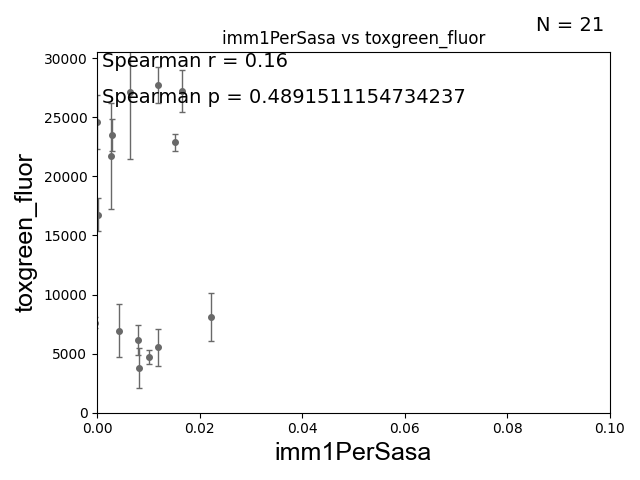 N = 21
imm1PerSasa vs toxgreen_fluor
Spearman r = 0.16
Spearman p = 0.4891511154734237
toxgreen_fluor
30000
25000
20000
15000
10000
5000
0
0.00 0.02 0.04 0.06 0.08 0.10
imm1PerSasa